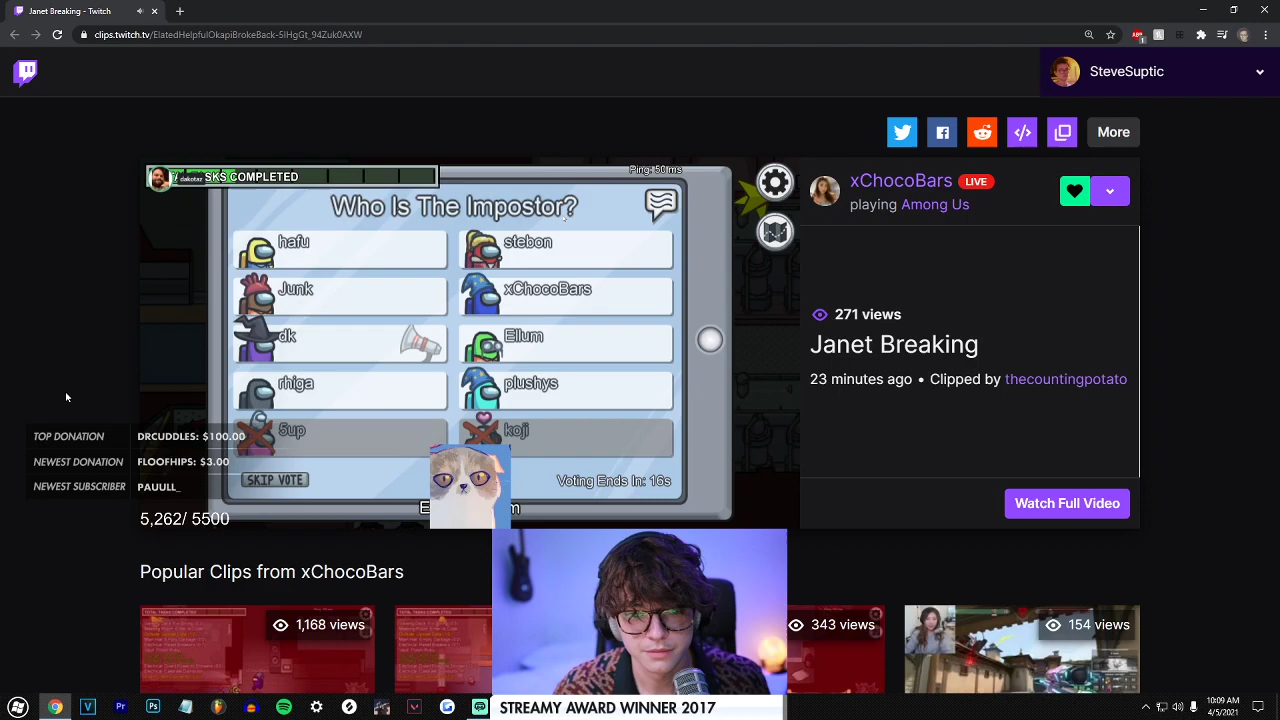 Janet Breaking - Twitch
clips.twitch.tv/ElatedHelpfulOkapiBrokeBack-5IHgGt_94Zuk0AXW
SteveSuptic
More
dakotaz
SKS COMPLETED
Ping: 50 ms
Who Is The Impostor?
hafu
stebon
Junk
xChocoBars
dk
Ellum
rhiga
plushys
5up
koji
SKIP VOTE
Voting Ends In: 16s
xChocoBars LIVE
playing Among Us
271 views
Janet Breaking
23 minutes ago • Clipped by thecountingpotato
Watch Full Video
TOP DONATION DRCUDDLES: $100.00
NEWEST DONATION FLOOFHIPS: $3.00
NEWEST SUBSCRIBER PAUULL_
5,262/ 5500
Popular Clips from xChocoBars
1,168 views
343 views
154 views
STREAMY AWARD WINNER 2017
10:09 AM
4/5/2021